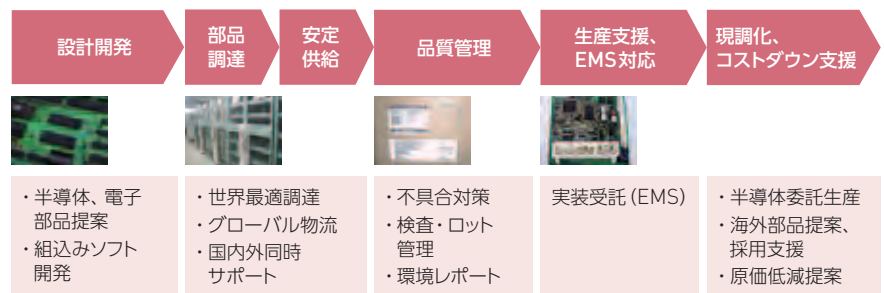 設計開発
部品
調達
安定
供給
品質管理
生産支援、
EMS対応
現調化、
コストダウン支援
・半導体、電子
部品提案
・組込みソフト
開発
・世界最適調達
・グローバル物流
・国内外同時
サポート
・不具合対策
・検査・ロット
管理
・環境レポート
実装受託(EMS)
・半導体委託生産
・海外部品提案、
採用支援
・原価低減提案